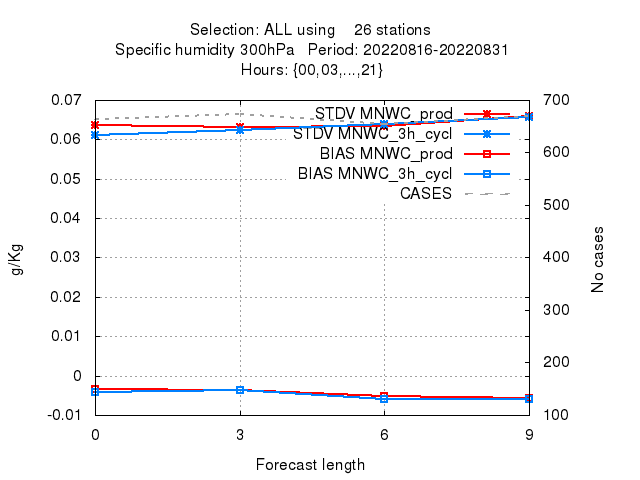 Selection: ALL using 26 stations
Specific humidity 300hPa Period: 20220816-20220831
Hours: {00,03,...,21}
0.07
0.06
0.05
0.04
0.03
0.02
0.01
0
-0.01
g/Kg
STDV MNWC_prod
STDV MNWC_3h_cycl
BIAS MNWC_prod
BIAS MNWC_3h_cycl
CASES
700
600
500
400
300
200
100
No cases
0 3 6 9
Forecast length